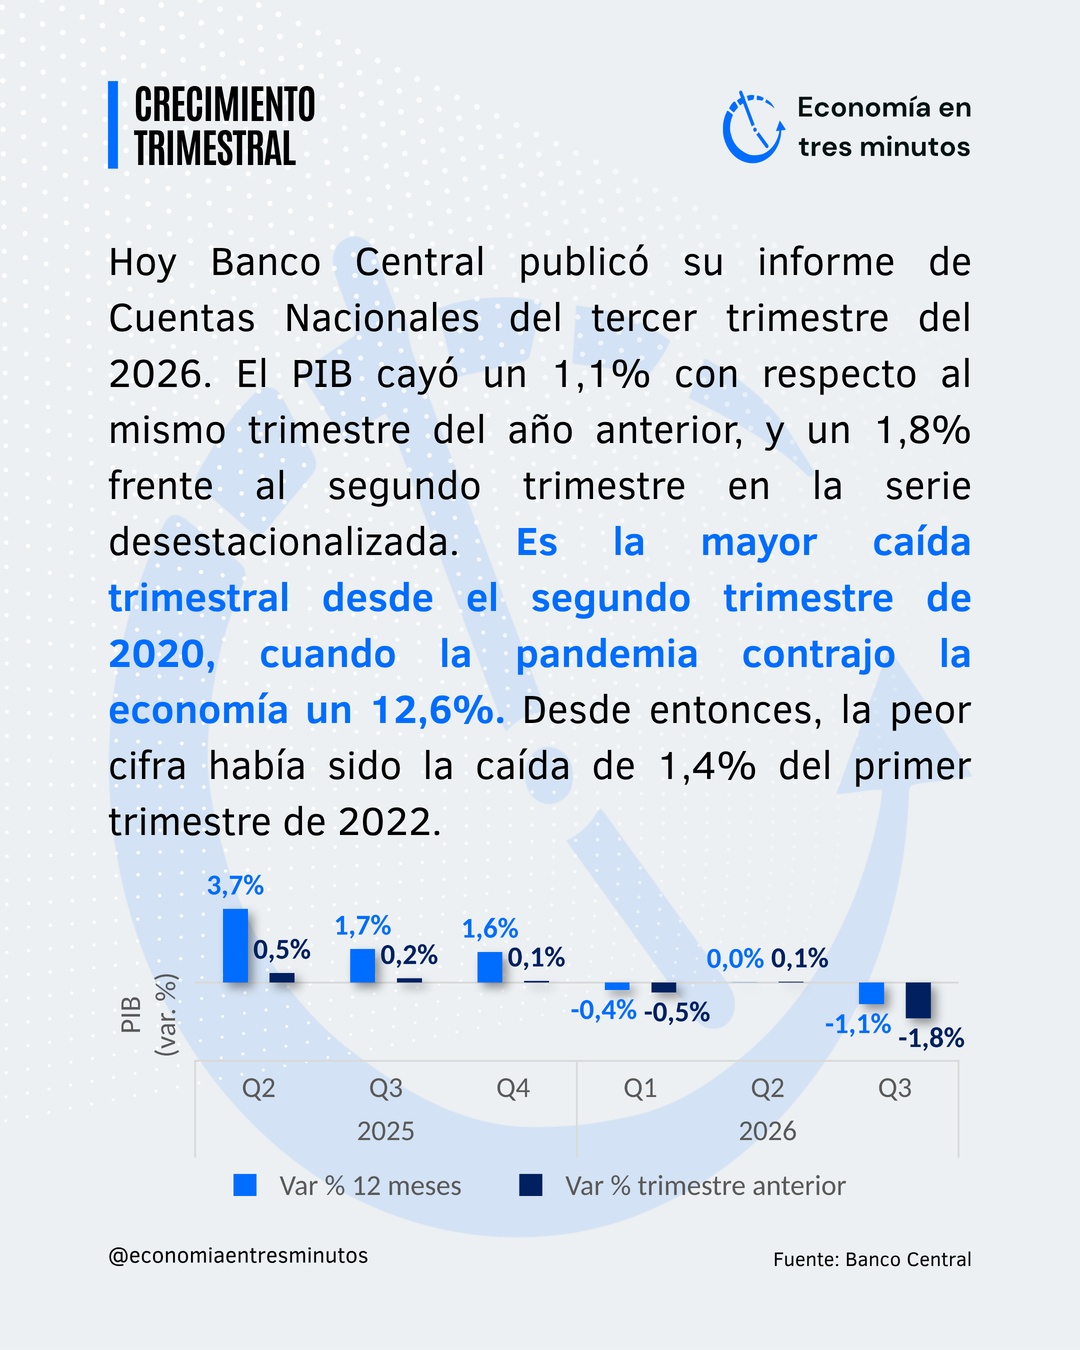 CRECIMIENTO
TRIMESTRAL
Economía en
tres minutos
Hoy Banco Central publicó su informe de
Cuentas Nacionales del tercer trimestre del
2026. El PIB cayó un 1,1% con respecto al
mismo trimestre del año anterior, y un 1,8%
frente al segundo trimestre en la serie
desestacionalizada. Es la mayor caída
trimestral desde el segundo trimestre de
2020, cuando la pandemia contrajo la
economía un 12,6%. Desde entonces, la peor
cifra había sido la caída de 1,4% del primer
trimestre de 2022.
3,7%
0,5%
1,7%
0,2%
1,6%
0,1%
-0,4%
-0,5%
0,0%
0,1%
-1,1%
-1,8%
PIB
(var. %)
Q2 Q3 Q4 Q1 Q2 Q3
2025 2026
Var % 12 meses Var % trimestre anterior
@economiaentresminutos
Fuente: Banco Central